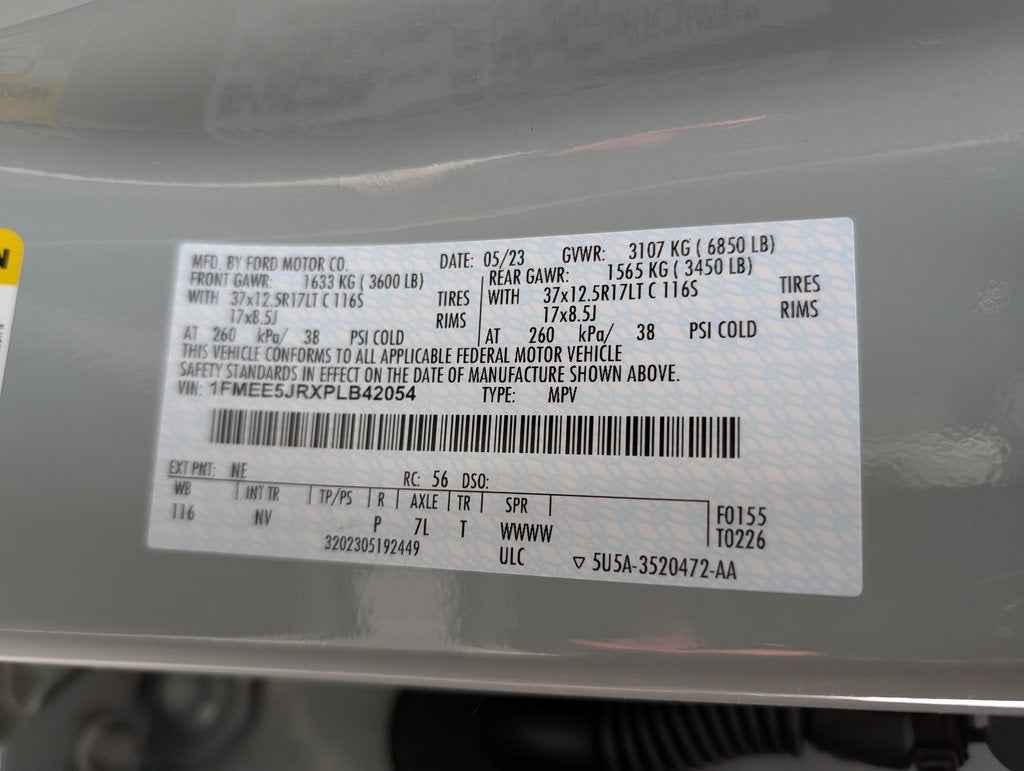 MFD. BY FORD MOTOR CO. DATE: 05/23 GVWR: 3107 KG ( 6850 LB)
FRONT GAWR: 1633 KG ( 3600 LB) REAR GAWR: 1565 KG ( 3450 LB)
WITH 37x12.5R17LT C 116S TIRES WITH 37x12.5R17LT C 116S TIRES
17x8.5J RIMS 17x8.5J RIMS
AT 260 kPa/ 38 PSI COLD AT 260 kPa/ 38 PSI COLD
THIS VEHICLE CONFORMS TO ALL APPLICABLE FEDERAL MOTOR VEHICLE
SAFETY STANDARDS IN EFFECT ON THE DATE OF MANUFACTURE SHOWN ABOVE.
VIN: 1FMEE5JRXPLB42054 TYPE: MPV
EXT PNT: NE RC: 56 DSO:
WB INT TR TP/PS R AXLE TR SPR F0155
116 NV P 7L T WWWW T0226
3202305192449 ULC ▽ 5U5A-3520472-AA
N